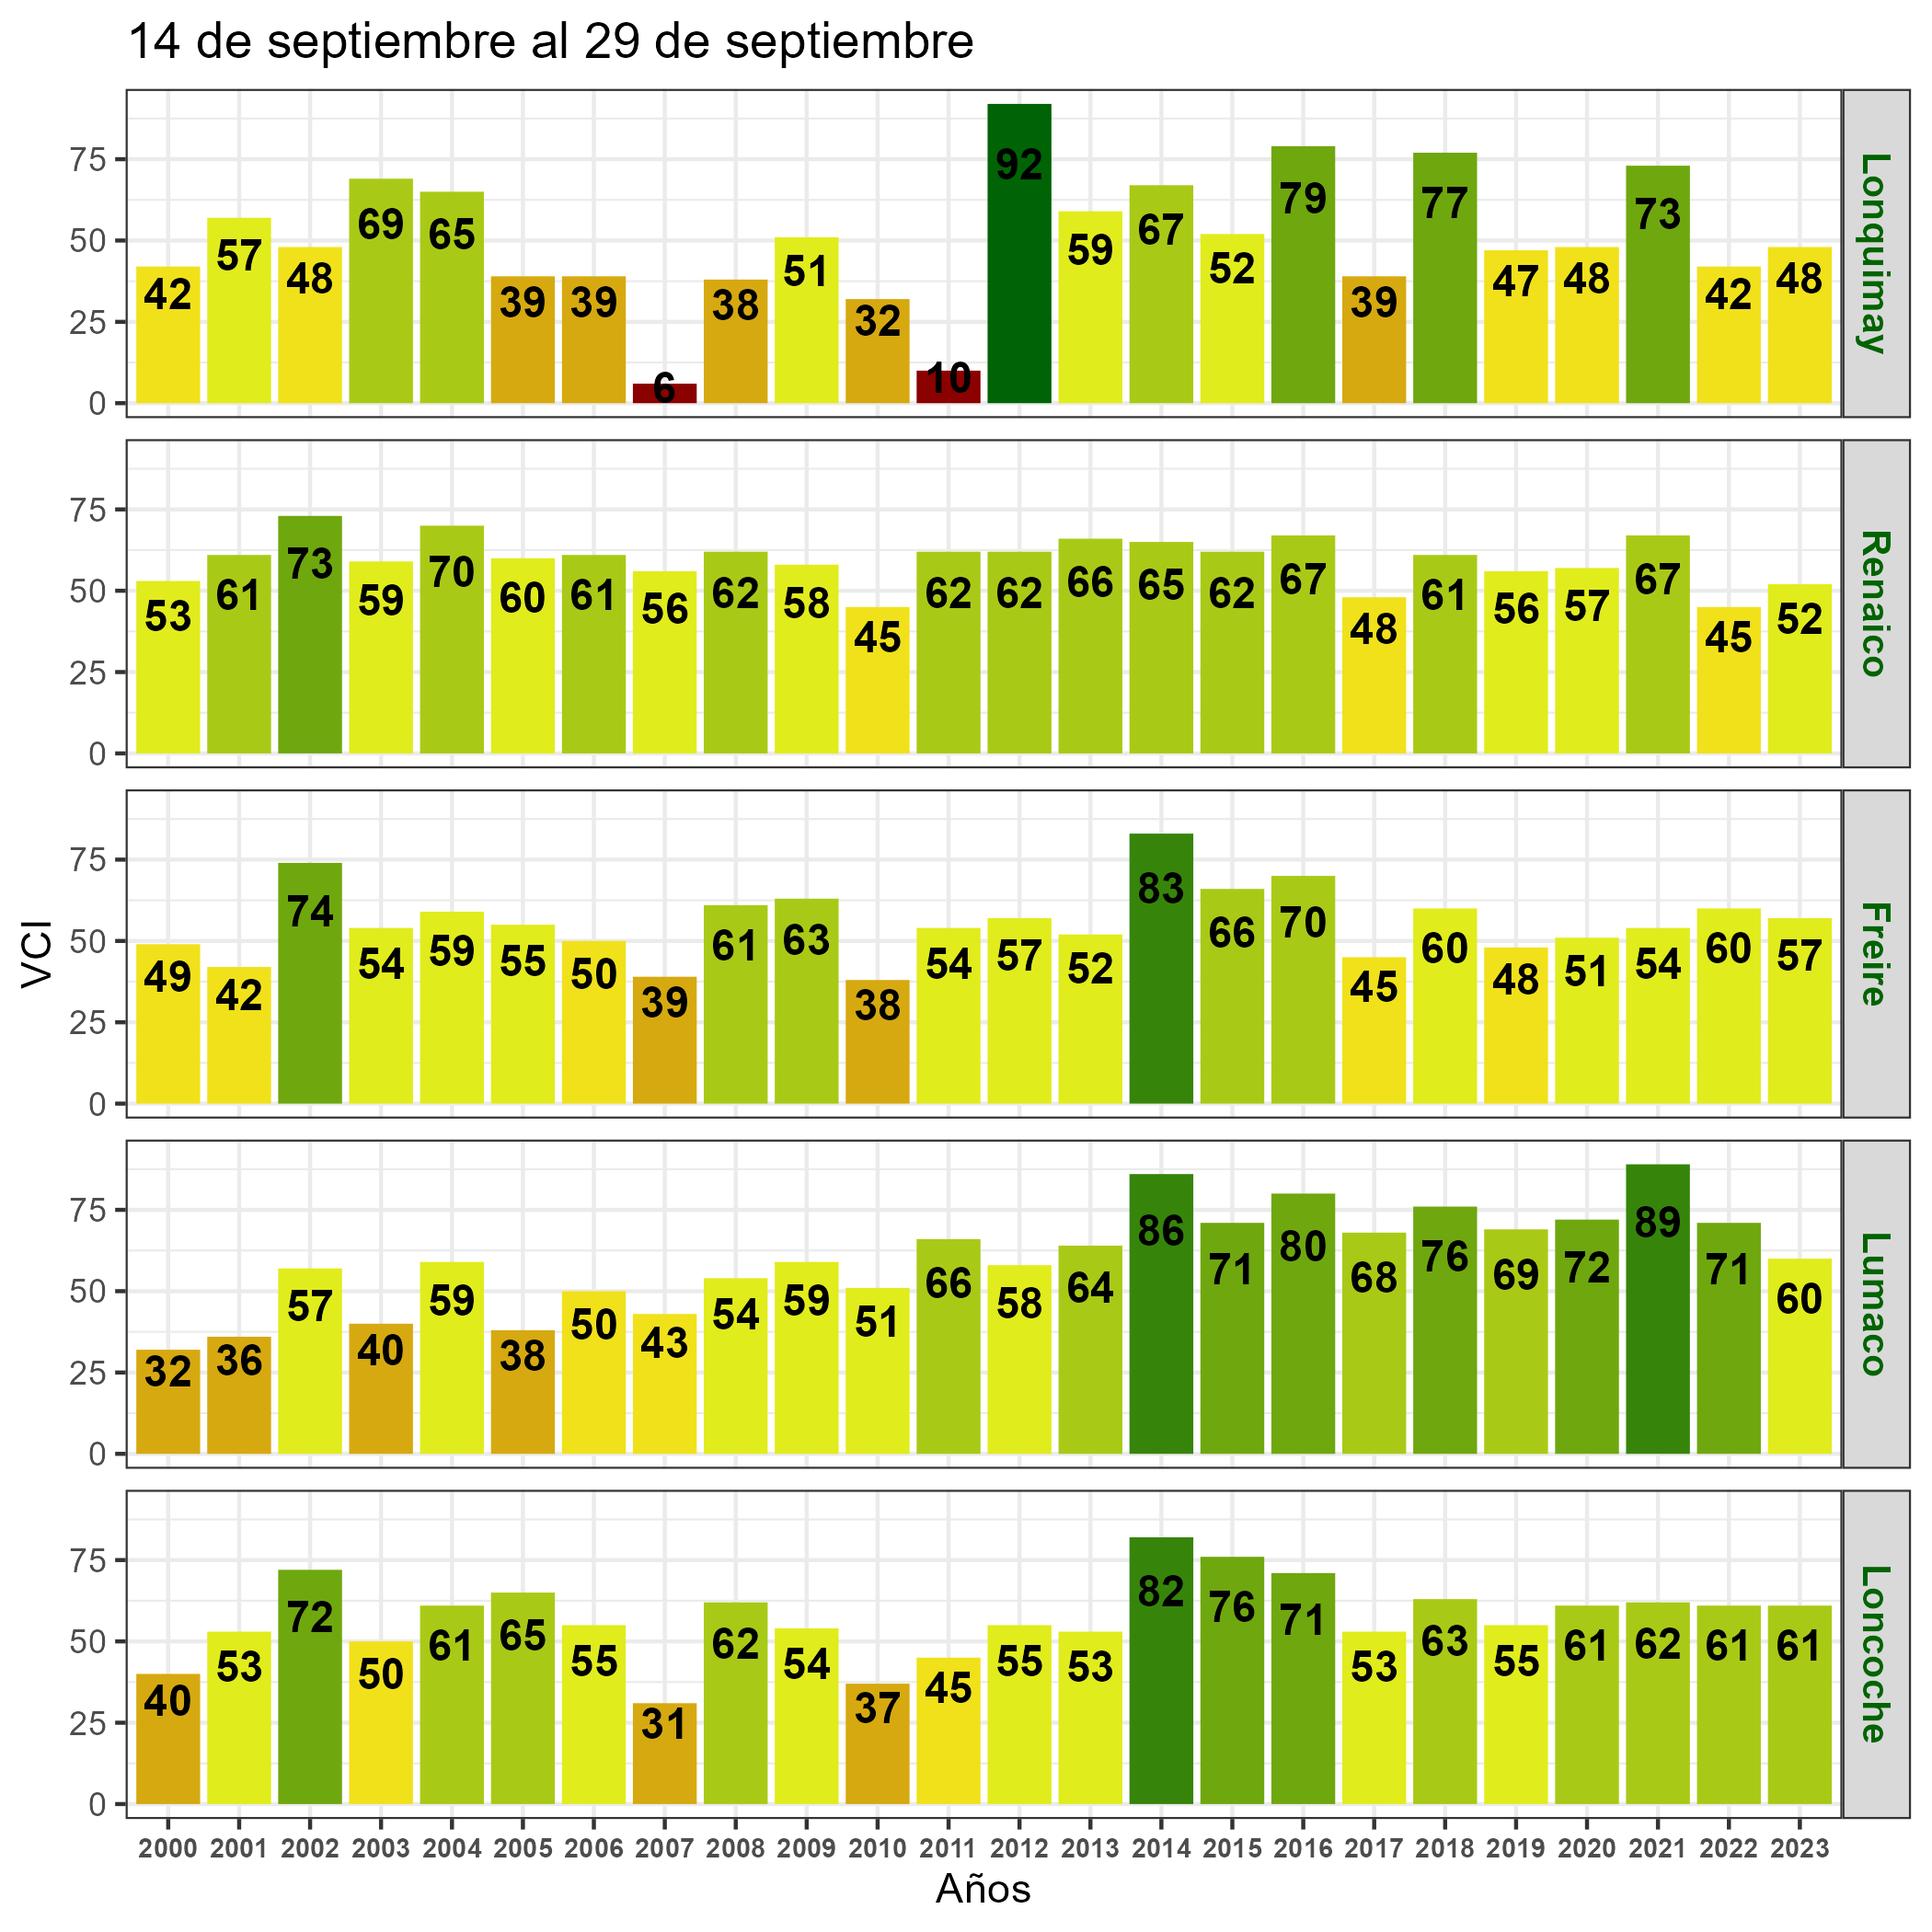 14 de septiembre al 29 de septiembre
75
50
25
0
42 57 48 69 65 39 39 6 38 51 32 10 92 59 67 52 79 39 77 47 48 73 42 48
Lonquimay
75
50
25
0
53 61 73 59 70 60 61 56 62 58 45 62 62 66 65 62 67 48 61 56 57 67 45 52
Renaico
VCI
75
50
25
0
49 42 74 54 59 55 50 39 61 63 38 54 57 52 83 66 70 45 60 48 51 54 60 57
Freire
75
50
25
0
32 36 57 40 59 38 50 43 54 59 51 66 58 64 86 71 80 68 76 69 72 89 71 60
Lumaco
75
50
25
0
40 53 72 50 61 65 55 31 62 54 37 45 55 53 82 76 71 53 63 55 61 62 61 61
Loncoche
2000 2001 2002 2003 2004 2005 2006 2007 2008 2009 2010 2011 2012 2013 2014 2015 2016 2017 2018 2019 2020 2021 2022 2023
Años